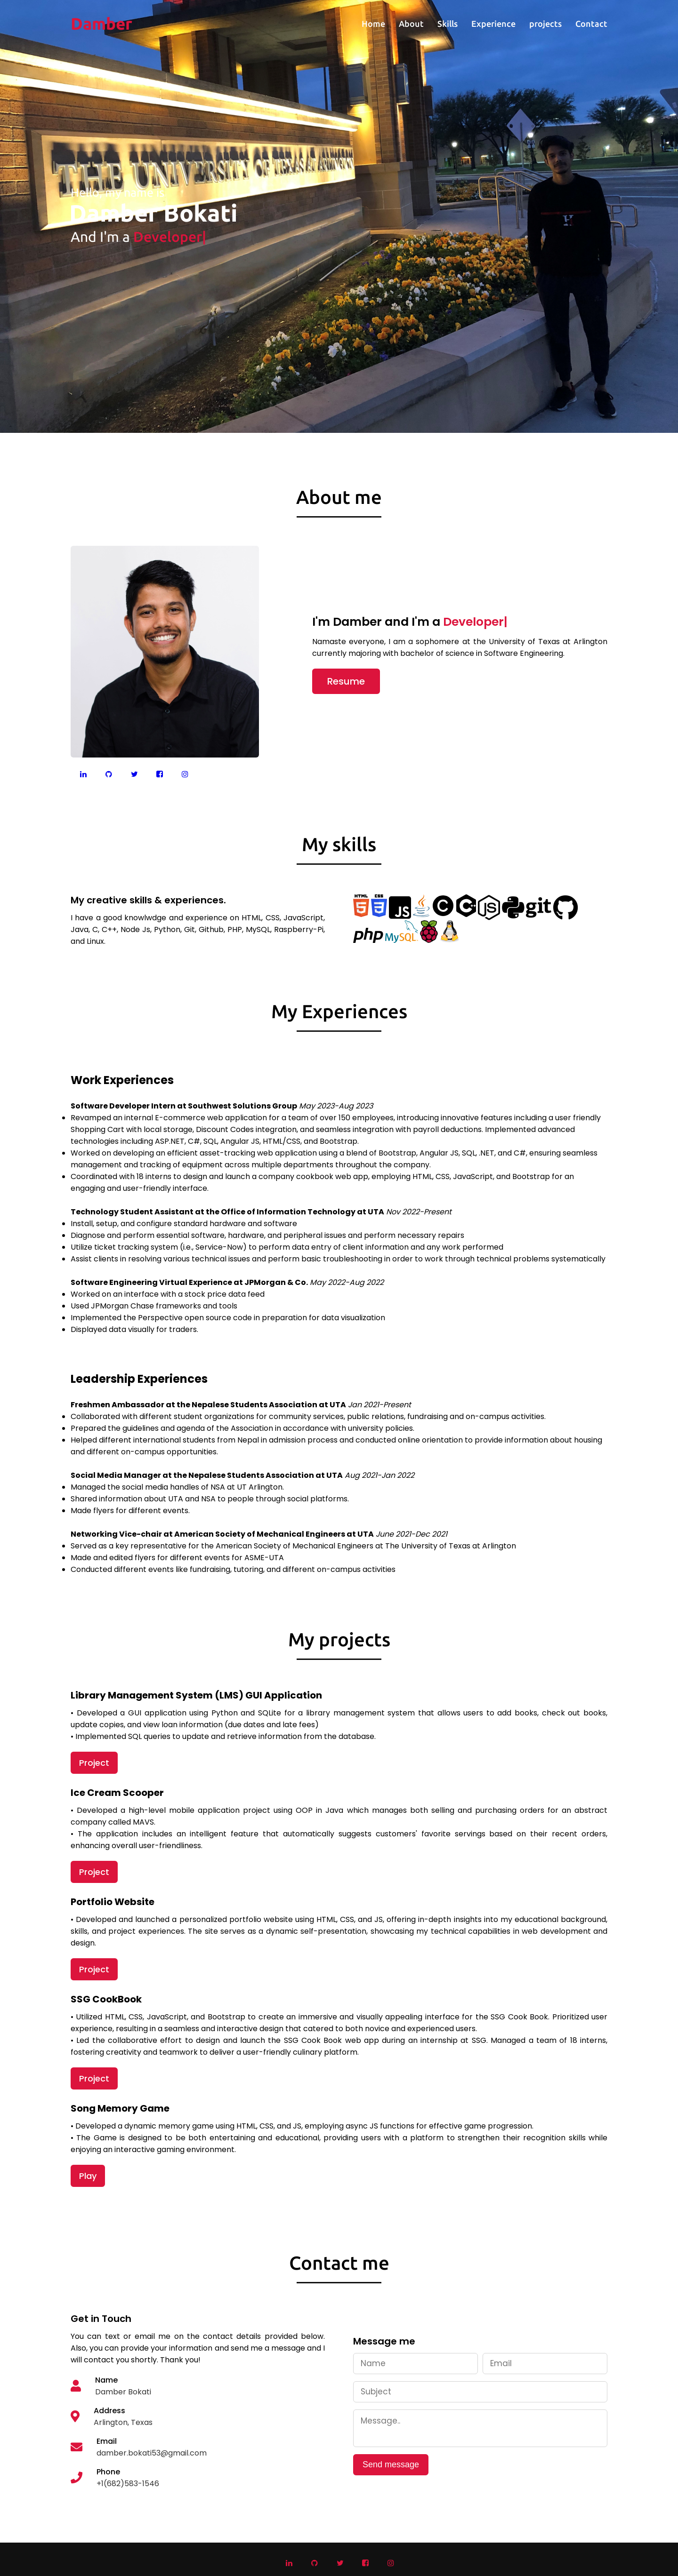 Damber
Home About Skills Experience projects Contact
THE UNIVERSITY
Damber Bokati
And I'm a Developer|
About me
I'm Damber and I'm a Developer|
Namaste everyone, I am a sophomere at the University of Texas at Arlington
currently majoring with bachelor of science in Software Engineering.
Resume
My skills
My creative skills & experiences.
I have a good knowlwdge and experience on HTML, CSS, JavaScript,
Java, C, C++, Node Js, Python, Git, Github, PHP, MySQL, Raspberry-Pi,
and Linux.
HTML CSS JS Java C C++ JS git
php MySQL
My Experiences
Work Experiences
Software Developer Intern at Southwest Solutions Group May 2023-Aug 2023
• Revamped an internal E-commerce web application for a team of over 150 employees, introducing innovative features including a user friendly
Shopping Cart with local storage, Discount Codes integration, and seamless integration with payroll deductions. Implemented advanced
technologies including ASP.NET, C#, SQL, Angular JS, HTML/CSS, and Bootstrap.
• Worked on developing an efficient asset-tracking web application using a blend of Bootstrap, Angular JS, SQL, .NET, and C#, ensuring seamless
management and tracking of equipment across multiple departments throughout the company.
• Coordinated with 18 interns to design and launch a company cookbook web app, employing HTML, CSS, JavaScript, and Bootstrap for an
engaging and user-friendly interface.
Technology Student Assistant at the Office of Information Technology at UTA Nov 2022-Present
• Install, setup, and configure standard hardware and software
• Diagnose and perform essential software, hardware, and peripheral issues and perform necessary repairs
• Utilize ticket tracking system (i.e., Service-Now) to perform data entry of client information and any work performed
• Assist clients in resolving various technical issues and perform basic troubleshooting in order to work through technical problems systematically
Software Engineering Virtual Experience at JPMorgan & Co. May 2022-Aug 2022
• Worked on an interface with a stock price data feed
• Used JPMorgan Chase frameworks and tools
• Implemented the Perspective open source code in preparation for data visualization
• Displayed data visually for traders.
Leadership Experiences
Freshmen Ambassador at the Nepalese Students Association at UTA Jan 2021-Present
• Collaborated with different student organizations for community services, public relations, fundraising and on-campus activities.
• Prepared the guidelines and agenda of the Association in accordance with university policies.
• Helped different international students from Nepal in admission process and conducted online orientation to provide information about housing
and different on-campus opportunities.
Social Media Manager at the Nepalese Students Association at UTA Aug 2021-Jan 2022
• Managed the social media handles of NSA at UT Arlington.
• Shared information about UTA and NSA to people through social platforms.
• Made flyers for different events.
Networking Vice-chair at American Society of Mechanical Engineers at UTA June 2021-Dec 2021
• Served as a key representative for the American Society of Mechanical Engineers at The University of Texas at Arlington
• Made and edited flyers for different events for ASME-UTA
• Conducted different events like fundraising, tutoring, and different on-campus activities
My projects
Library Management System (LMS) GUI Application
• Developed a GUI application using Python and SQLite for a library management system that allows users to add books, check out books,
update copies, and view loan information (due dates and late fees)
• Implemented SQL queries to update and retrieve information from the database.
Project
Ice Cream Scooper
• Developed a high-level mobile application project using OOP in Java which manages both selling and purchasing orders for an abstract
company called MAVS.
• The application includes an intelligent feature that automatically suggests customers' favorite servings based on their recent orders,
enhancing overall user-friendliness.
Project
Portfolio Website
• Developed and launched a personalized portfolio website using HTML, CSS, and JS, offering in-depth insights into my educational background,
skills, and project experiences. The site serves as a dynamic self-presentation, showcasing my technical capabilities in web development and
design.
Project
SSG CookBook
• Utilized HTML, CSS, JavaScript, and Bootstrap to create an immersive and visually appealing interface for the SSG Cook Book. Prioritized user
experience, resulting in a seamless and interactive design that catered to both novice and experienced users.
• Led the collaborative effort to design and launch the SSG Cook Book web app during an internship at SSG. Managed a team of 18 interns,
fostering creativity and teamwork to deliver a user-friendly culinary platform.
Project
Song Memory Game
• Developed a dynamic memory game using HTML, CSS, and JS, employing async JS functions for effective game progression.
• The Game is designed to be both entertaining and educational, providing users with a platform to strengthen their recognition skills while
enjoying an interactive gaming environment.
Play
Contact me
Get in Touch
You can text or email me on the contact details provided below.
Also, you can provide your information and send me a message and I
will contact you shortly. Thank you!
Name
Damber Bokati
Address
Arlington, Texas
Email
damber.bokati53@gmail.com
Phone
+1(682)583-1546
Message me
Name Email
Subject
Message..
Send message